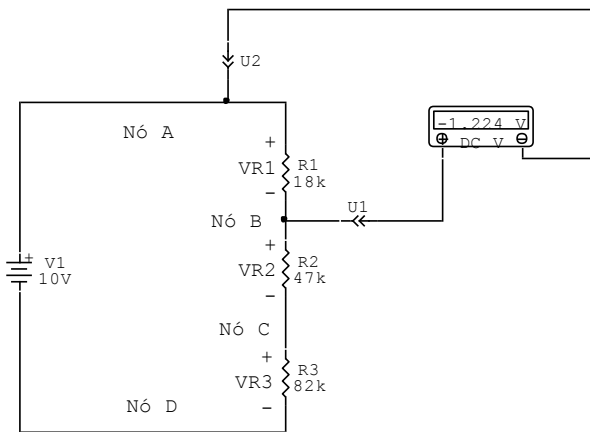 U2
Nó A
+
VR1
R1
18k
-
-1.224 V
DC V
Nó B
U1
+
V1
10V
+
VR2
R2
47k
-
Nó C
+
VR3
R3
82k
-
Nó D